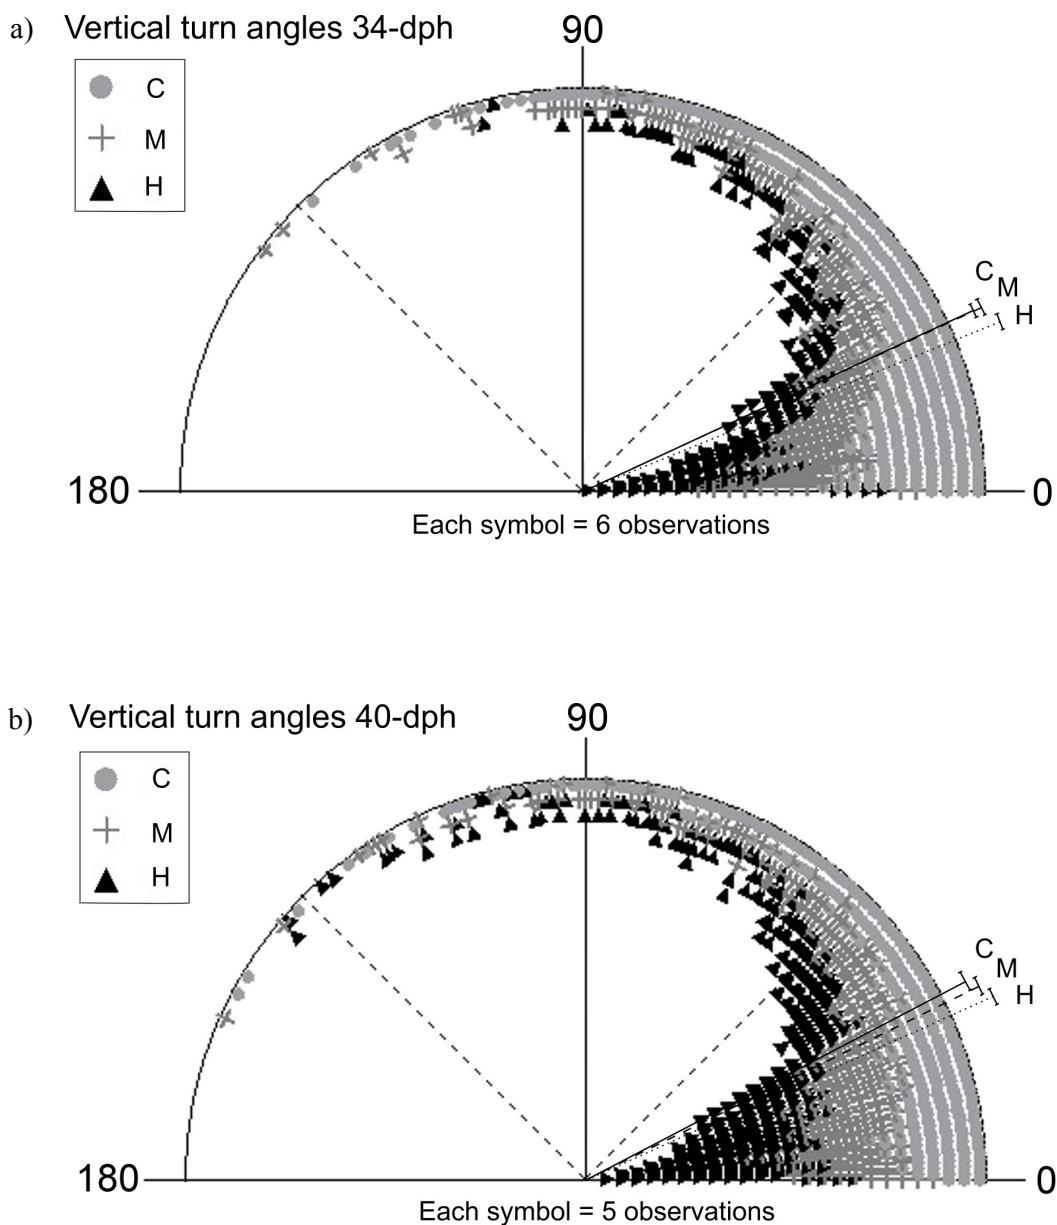 a) Vertical turn angles 34-dph
90
C
M
H
C
M
H
180
0
Each symbol = 6 observations
b) Vertical turn angles 40-dph
90
C
M
H
C
M
H
180
0
Each symbol = 5 observations